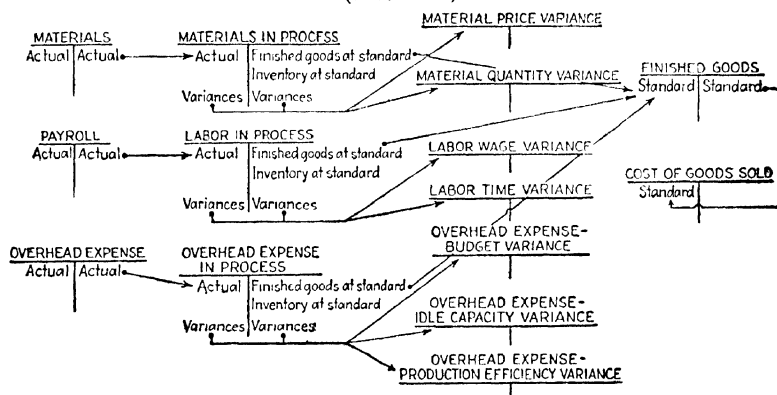 MATERIAL PRICE VARIANCE
MATERIALS
Actual Actual
MATERIALS IN PROCESS
Actual Finished goods at standard
Inventory at standard
Variances Variances
MATERIAL QUANTITY VARIANCE
FINISHED GOODS
Standard Standard
PAYROLL
Actual Actual
LABOR IN PROCESS
Actual Finished goods at standard
Inventory at standard
Variances Variances
LABOR WAGE VARIANCE
LABOR TIME VARIANCE
COST OF GOODS SOLD
Standard
OVERHEAD EXPENSE
Actual Actual
OVERHEAD EXPENSE
IN PROCESS
Actual Finished goods at standard
Inventory at standard
Variances Variances
OVERHEAD EXPENSE-
BUDGET VARIANCE
OVERHEAD EXPENSE-
IDLE CAPACITY VARIANCE
OVERHEAD EXPENSE-
PRODUCTION EFFICIENCY VARIANCE